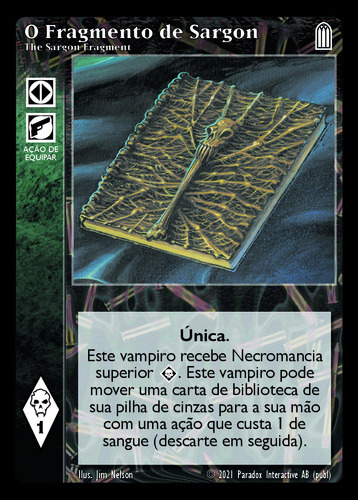 O Fragmento de Sargon
The Sargon Fragment
AÇÃO DE
EQUIPAR
Única.
Este vampiro recebe Necromancia
superior . Este vampiro pode
mover uma carta de biblioteca de
sua pilha de cinzas para a sua mão
com uma ação que custa 1 de
sangue (descarte em seguida).
1
Ilus. Jim Nelson © 2021 Paradox Interactive AB (publ)